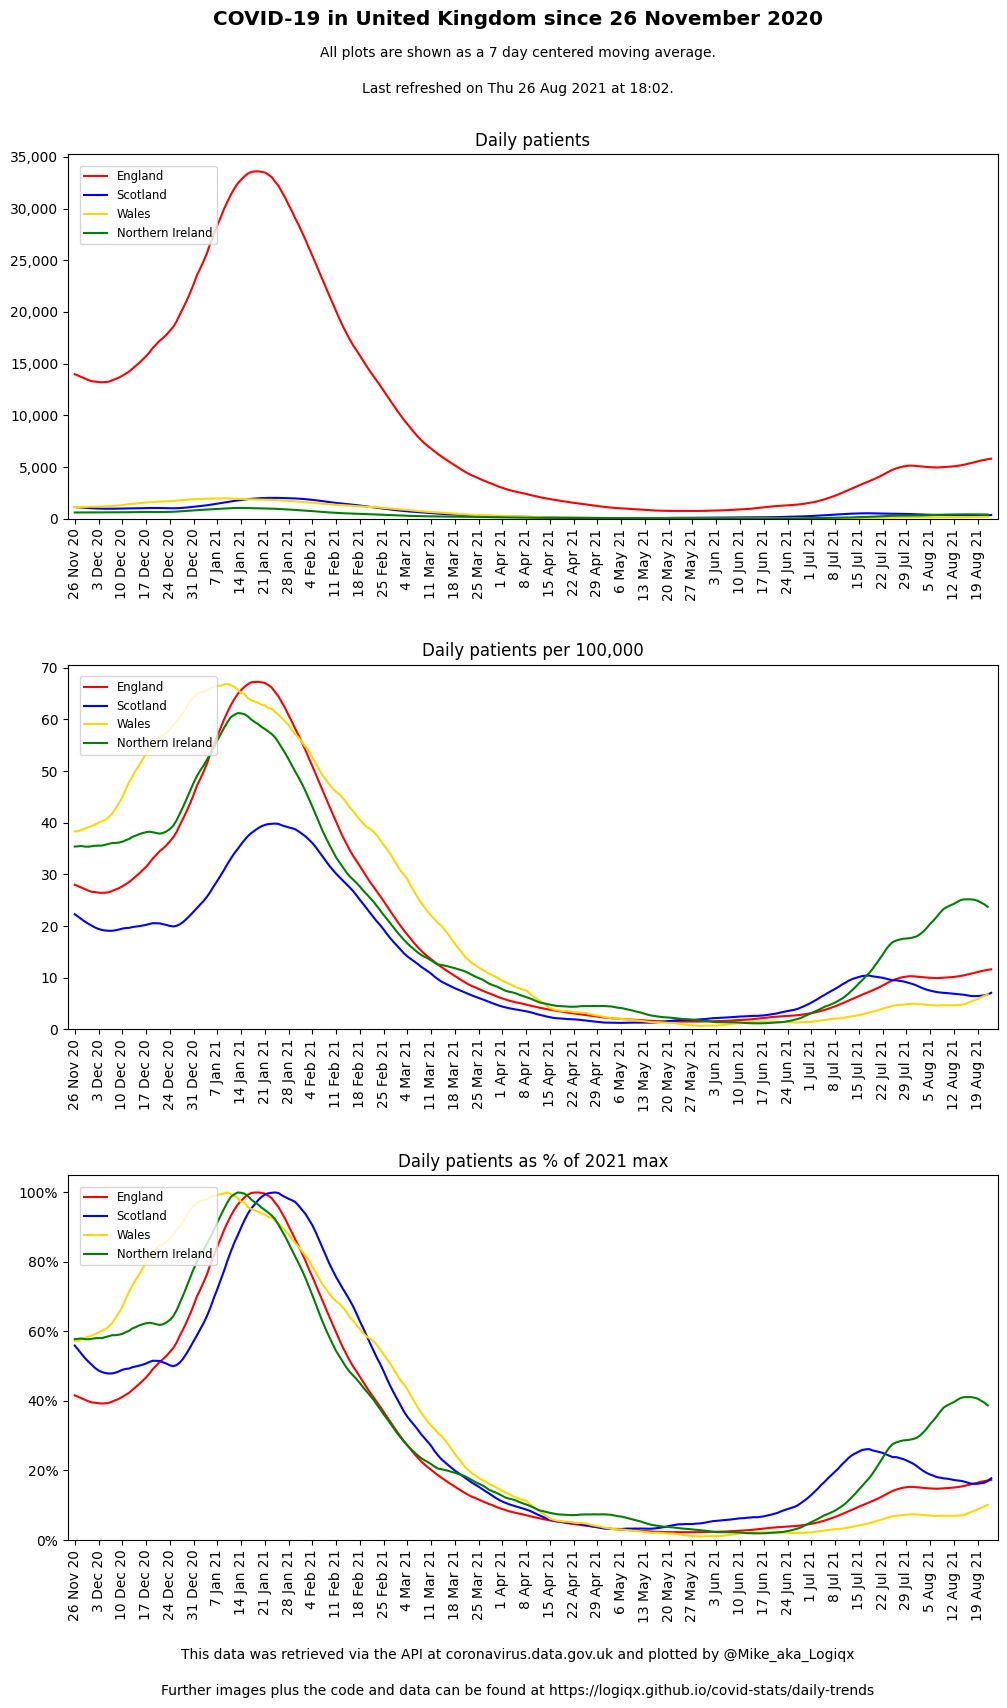 COVID-19 in United Kingdom since 26 November 2020
All plots are shown as a 7 day centered moving average.
Last refreshed on Thu 26 Aug 2021 at 18:02.
Daily patients
35,000
30,000
25,000
20,000
15,000
10,000
5,000
0
England
Scotland
Wales
Northern Ireland
26 Nov 20
3 Dec 20
10 Dec 20
17 Dec 20
24 Dec 20
31 Dec 20
7 Jan 21
14 Jan 21
21 Jan 21
28 Jan 21
4 Feb 21
11 Feb 21
18 Feb 21
25 Feb 21
4 Mar 21
11 Mar 21
18 Mar 21
25 Mar 21
1 Apr 21
8 Apr 21
15 Apr 21
22 Apr 21
29 Apr 21
6 May 21
13 May 21
20 May 21
27 May 21
3 Jun 21
10 Jun 21
17 Jun 21
24 Jun 21
1 Jul 21
8 Jul 21
15 Jul 21
22 Jul 21
29 Jul 21
5 Aug 21
12 Aug 21
19 Aug 21
Daily patients per 100,000
70
60
50
40
30
20
10
0
England
Scotland
Wales
Northern Ireland
26 Nov 20
3 Dec 20
10 Dec 20
17 Dec 20
24 Dec 20
31 Dec 20
7 Jan 21
14 Jan 21
21 Jan 21
28 Jan 21
4 Feb 21
11 Feb 21
18 Feb 21
25 Feb 21
4 Mar 21
11 Mar 21
18 Mar 21
25 Mar 21
1 Apr 21
8 Apr 21
15 Apr 21
22 Apr 21
29 Apr 21
6 May 21
13 May 21
20 May 21
27 May 21
3 Jun 21
10 Jun 21
17 Jun 21
24 Jun 21
1 Jul 21
8 Jul 21
15 Jul 21
22 Jul 21
29 Jul 21
5 Aug 21
12 Aug 21
19 Aug 21
Daily patients as % of 2021 max
100%
80%
60%
40%
20%
0%
England
Scotland
Wales
Northern Ireland
26 Nov 20
3 Dec 20
10 Dec 20
17 Dec 20
24 Dec 20
31 Dec 20
7 Jan 21
14 Jan 21
21 Jan 21
28 Jan 21
4 Feb 21
11 Feb 21
18 Feb 21
25 Feb 21
4 Mar 21
11 Mar 21
18 Mar 21
25 Mar 21
1 Apr 21
8 Apr 21
15 Apr 21
22 Apr 21
29 Apr 21
6 May 21
13 May 21
20 May 21
27 May 21
3 Jun 21
10 Jun 21
17 Jun 21
24 Jun 21
1 Jul 21
8 Jul 21
15 Jul 21
22 Jul 21
29 Jul 21
5 Aug 21
12 Aug 21
19 Aug 21
This data was retrieved via the API at coronavirus.data.gov.uk and plotted by @Mike_aka_Logiqx
Further images plus the code and data can be found at https://logiqx.github.io/covid-stats/daily-trends